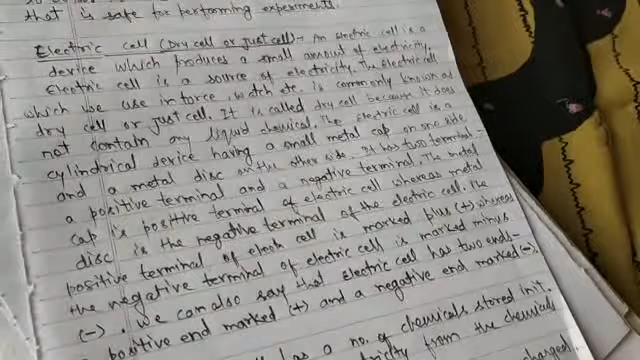 that is safe for performing experiments
Electric cell (Dry cell or just cell):- An electric cell is a
device which produces a small amount of electricity.
Electric cell is a source of electricity. The electric cell
which we use in torce, watch etc. is commonly known as
dry cell or just cell. It is called dry cell because it does
not contain any liquid chemical. The electric cell is a
cylindrical device having a small metal cap on one side
and a metal disc on the other side. It has two terminal -
a positive terminal and a negative terminal. The metal
cap is positive terminal of electric cell whereas metal
disc is the negative terminal of the electric cell. The
positive terminal of each cell is marked plus (+) whereas
the negative terminal of electric cell is marked minus
(-). We can also say that electric cell has two ends -
a positive end marked (+) and a negative end marked (-).
has a no. of chemicals stored in it.
from the chemicals